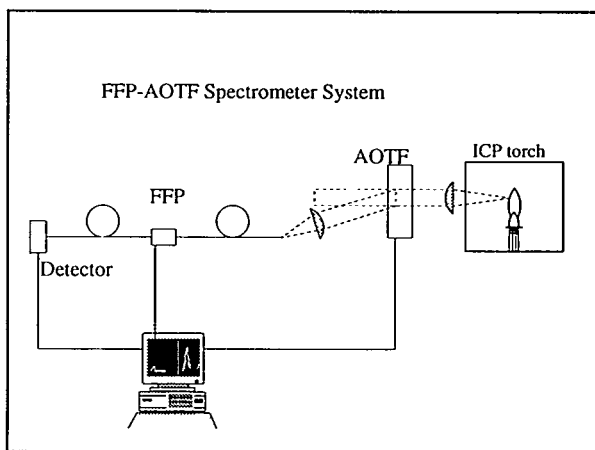 FFP-AOTF Spectrometer System
AOTF
ICP torch
FFP
Detector